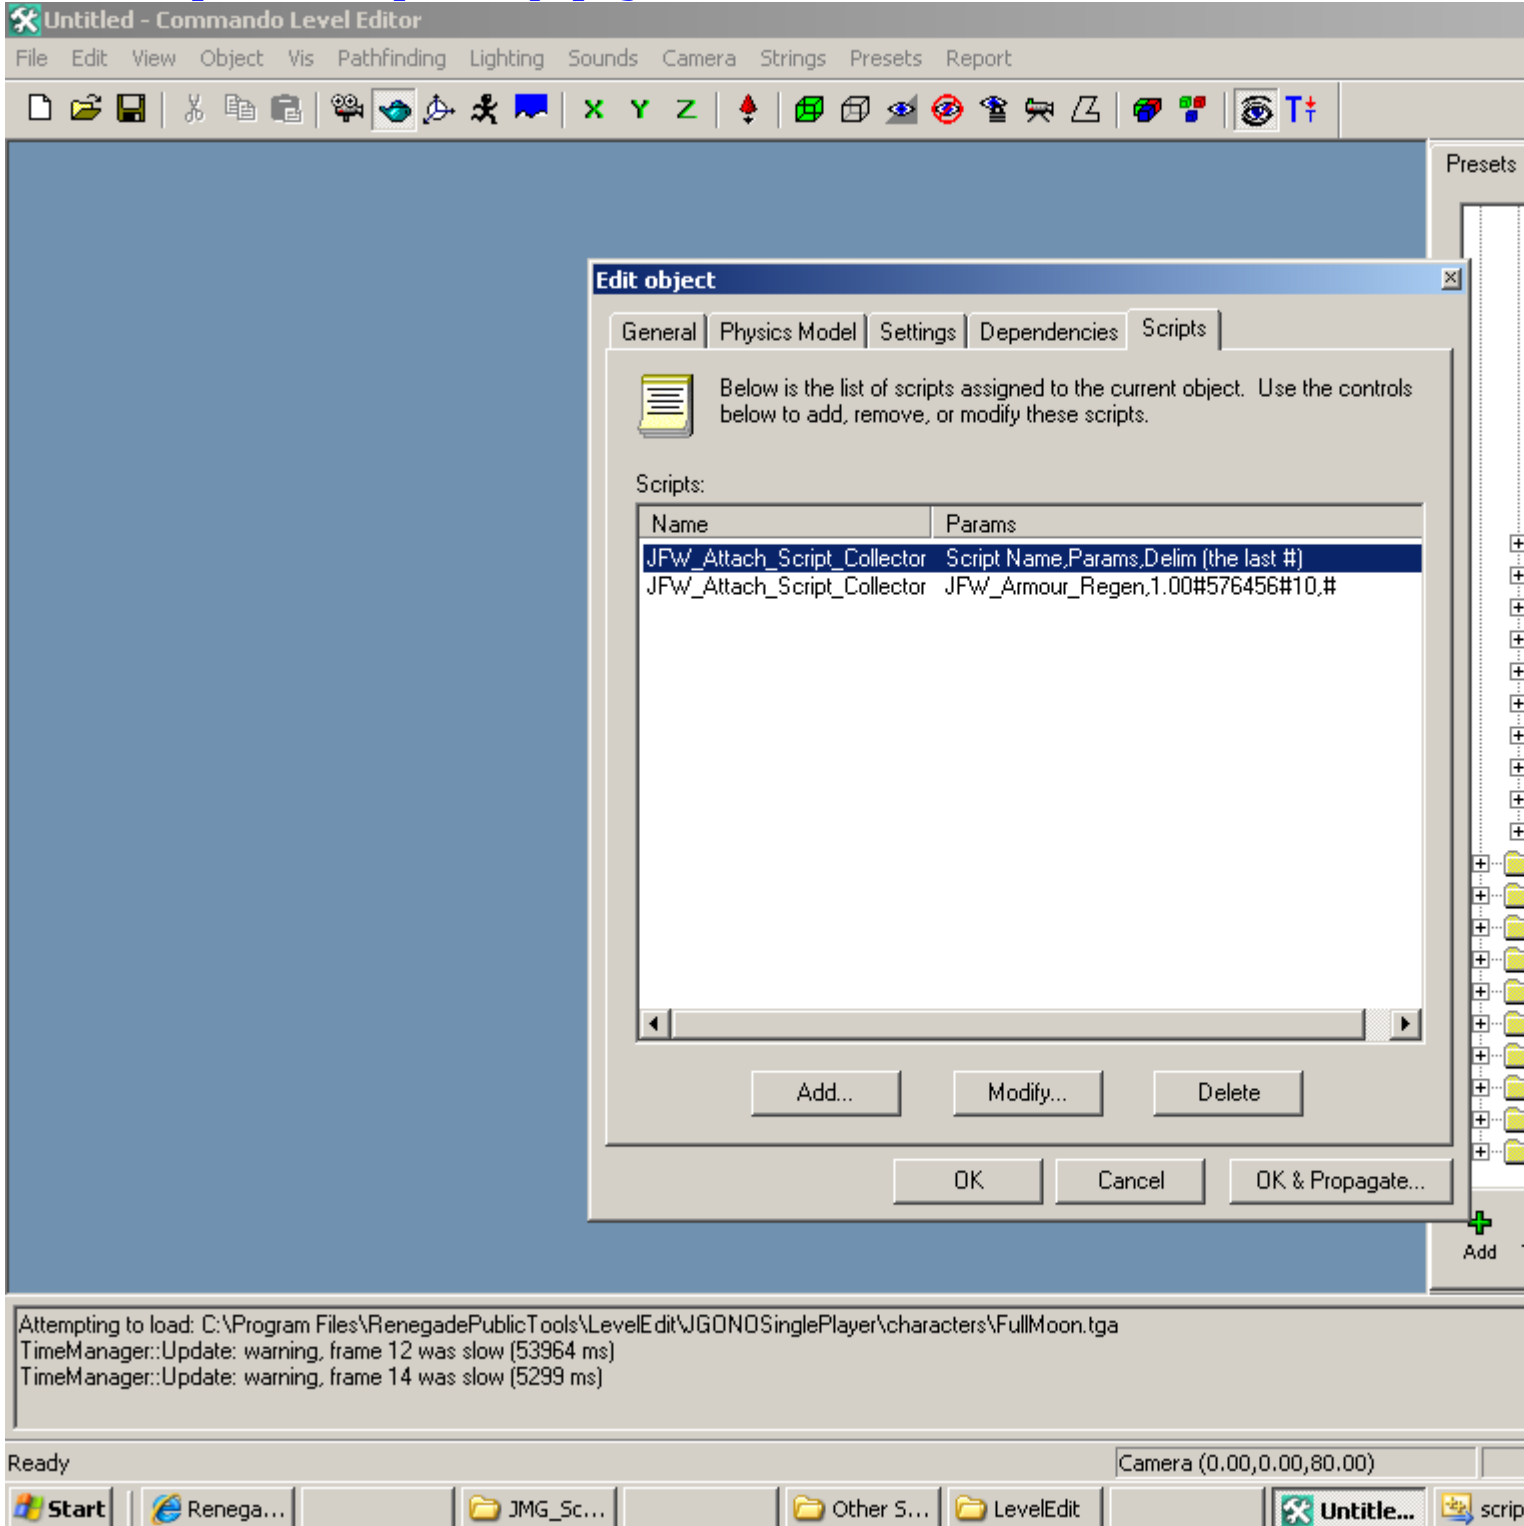 Untitled - Commando Level Editor
File Edit View Object Vis Pathfinding Lighting Sounds Camera Strings Presets Report
X Y Z
Presets
Edit object
General Physics Model Settings Dependencies Scripts
Below is the list of scripts assigned to the current object. Use the controls
below to add, remove, or modify these scripts.
Scripts:
Name Params
JFW_Attach_Script_Collector Script Name,Params,Delim (the last #)
JFW_Attach_Script_Collector JFW_Armour_Regen,1.00#576456#10,#
Add... Modify... Delete
OK Cancel OK & Propagate...
Add
Attempting to load: C:\Program Files\RenegadePublicTools\LevelEdit\JGONOSinglePlayer\characters\FullMoon.tga
TimeManager::Update: warning, frame 12 was slow (53964 ms)
TimeManager::Update: warning, frame 14 was slow (5299 ms)
Ready Camera (0.00,0.00,80.00)
Start Renega... JMG_Sc... Other S... LevelEdit Untitle... scrip